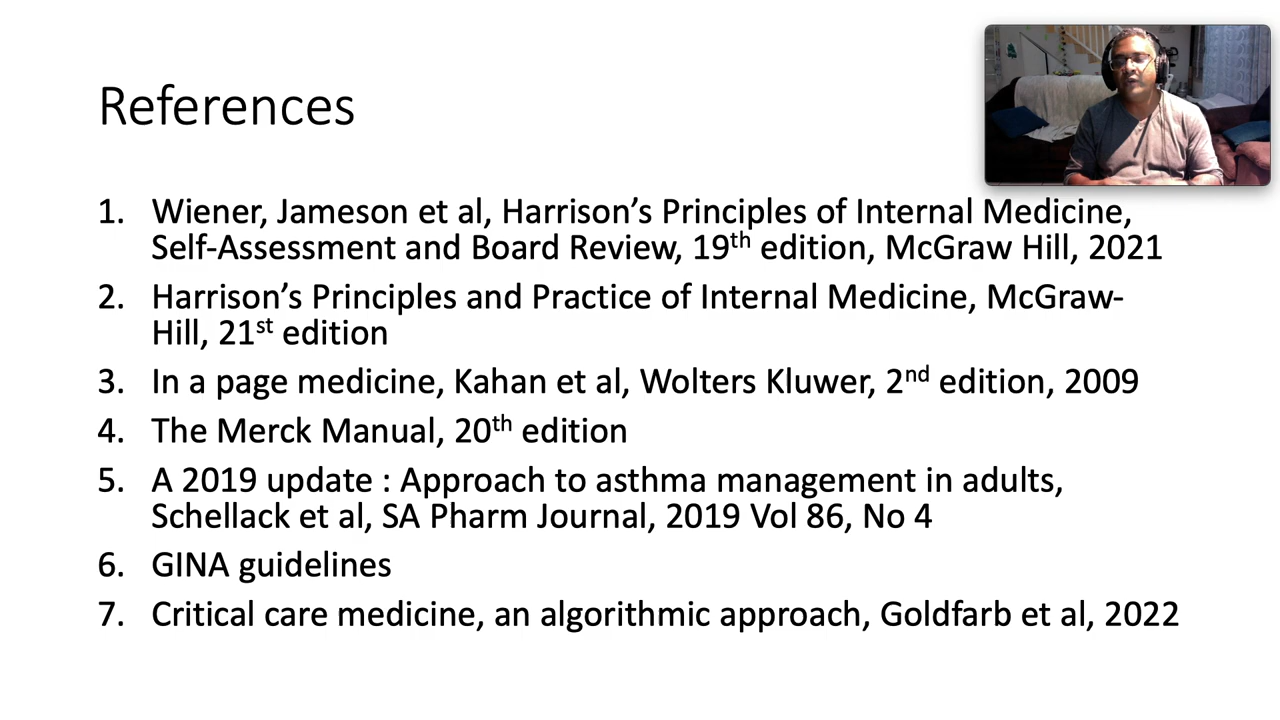 References
1. Wiener, Jameson et al, Harrison’s Principles of Internal Medicine,
Self-Assessment and Board Review, 19th edition, McGraw Hill, 2021
2. Harrison’s Principles and Practice of Internal Medicine, McGraw-
Hill, 21st edition
3. In a page medicine, Kahan et al, Wolters Kluwer, 2nd edition, 2009
4. The Merck Manual, 20th edition
5. A 2019 update : Approach to asthma management in adults,
Schellack et al, SA Pharm Journal, 2019 Vol 86, No 4
6. GINA guidelines
7. Critical care medicine, an algorithmic approach, Goldfarb et al, 2022